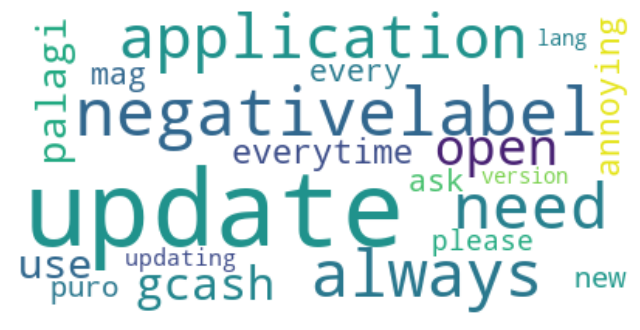 application
lang
palagi
mag
every
annoying
negativelabel
everytime
open
update
ask
version
need
please
use
updating
always
puro
gcash
new